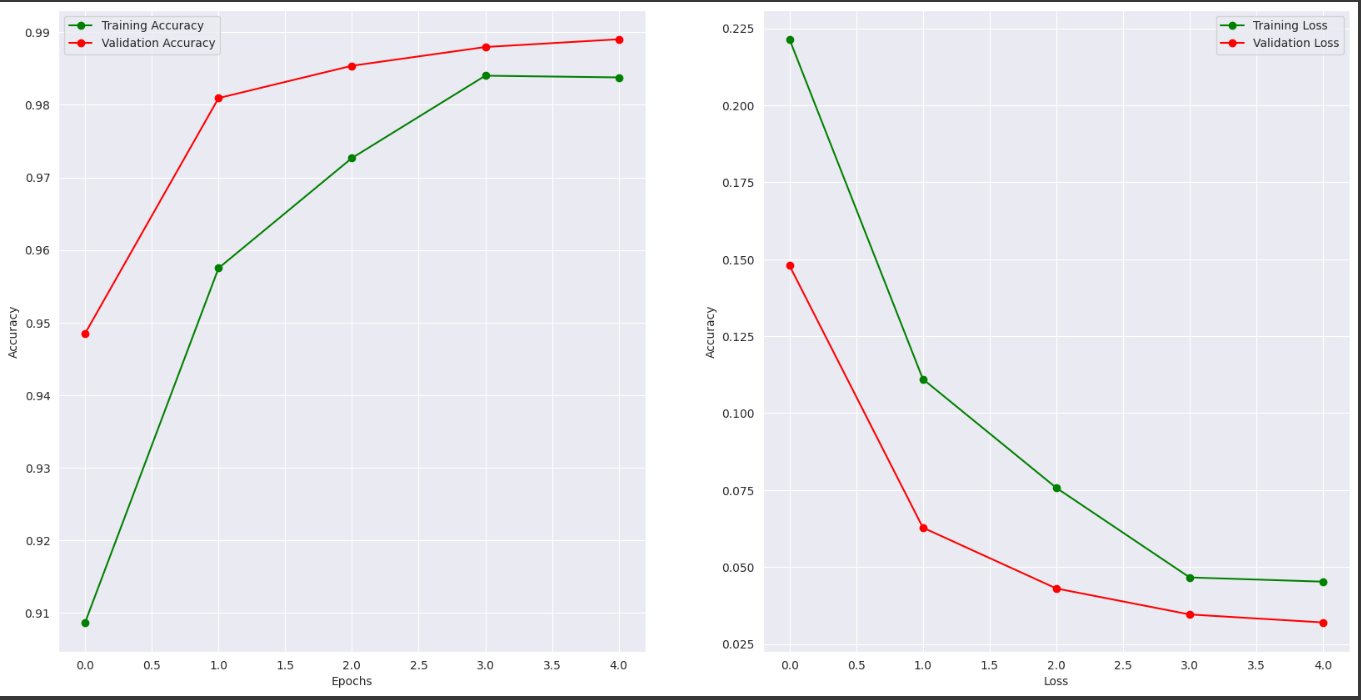 Training Accuracy
Validation Accuracy
0.99
0.98
0.97
0.96
0.95
0.94
0.93
0.92
0.91
Accuracy
0.0 0.5 1.0 1.5 2.0 2.5 3.0 3.5 4.0
Epochs
Training Loss
Validation Loss
0.225
0.200
0.175
0.150
0.125
0.100
0.075
0.050
0.025
Accuracy
0.0 0.5 1.0 1.5 2.0 2.5 3.0 3.5 4.0
Loss